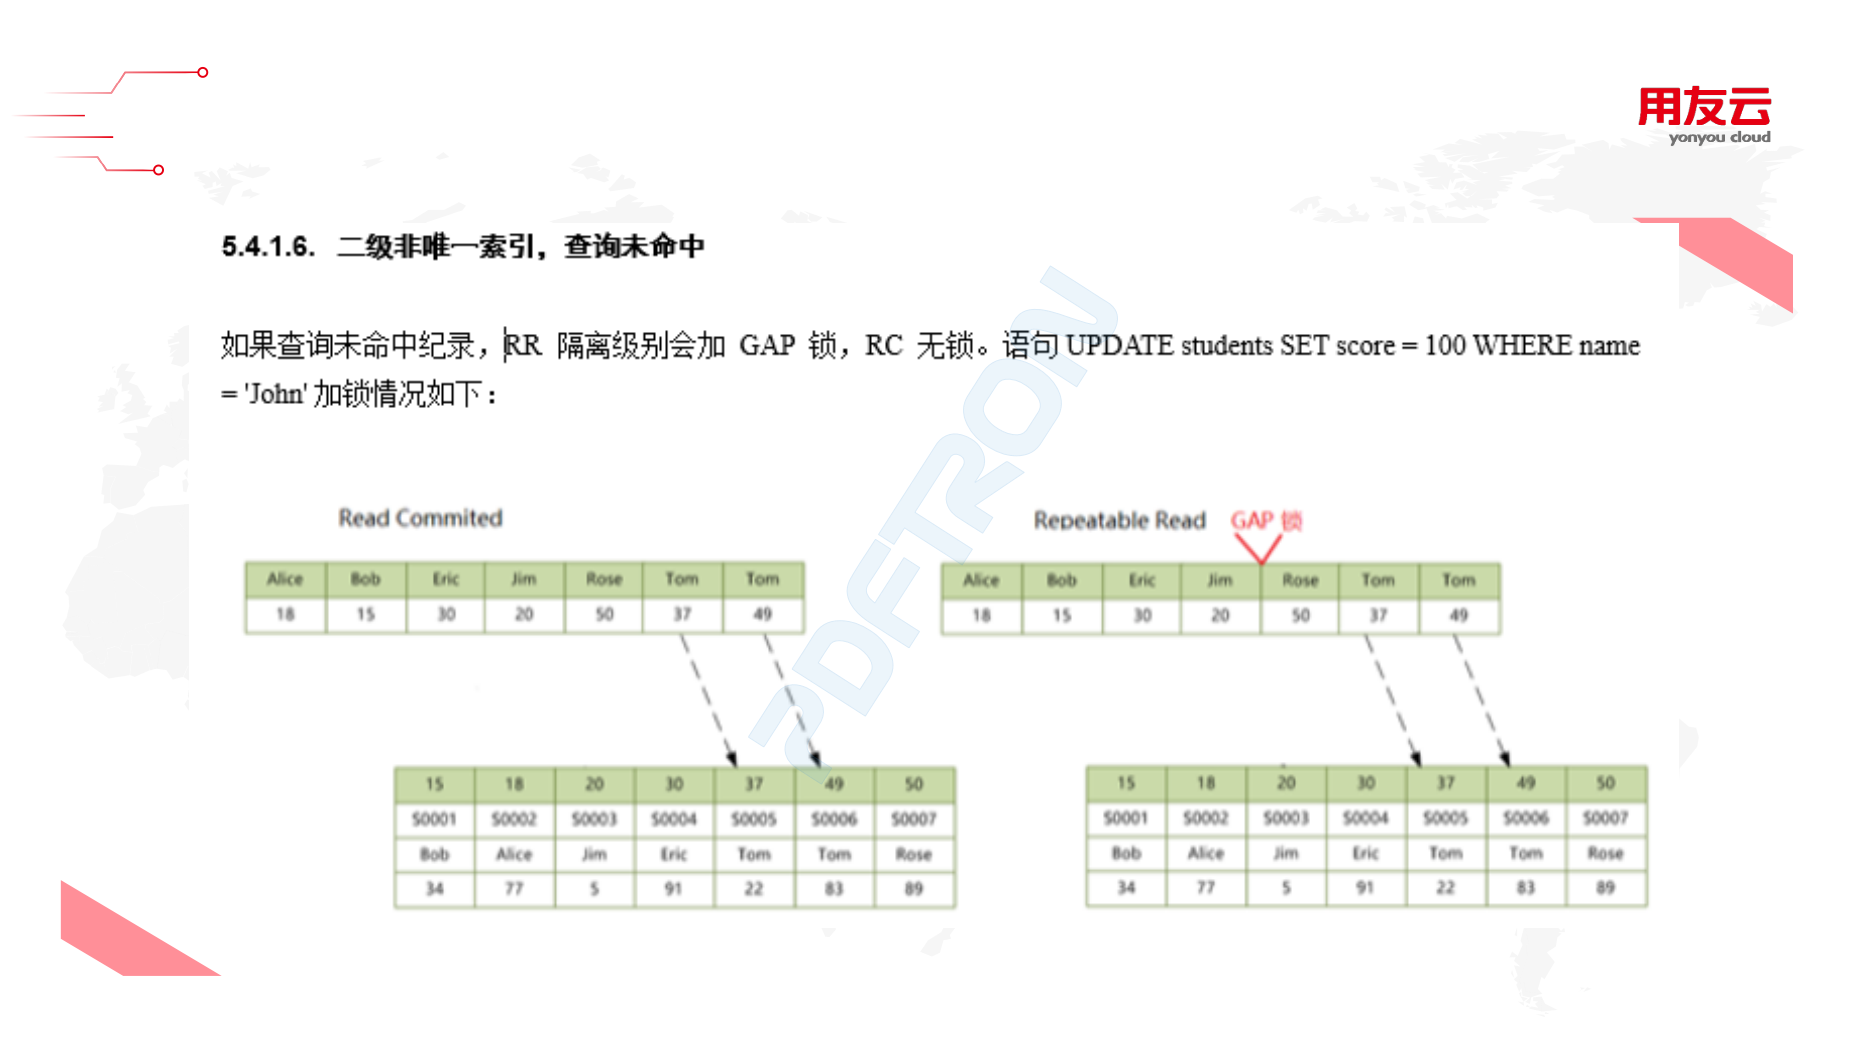 用友云
yonyou cloud
5.4.1.6. 二级非唯一索引，查询未命中
如果查询未命中纪录，RR 隔离级别会加 GAP 锁，RC 无锁。语句 UPDATE students SET score = 100 WHERE name
= 'John' 加锁情况如下：
Read Commited
Alice Bob Eric Jim Rose Tom Tom
18 15 30 20 50 37 49
15 18 20 30 37 49 50
S0001 S0002 S0003 S0004 S0005 S0006 S0007
Bob Alice Jim Eric Tom Tom Rose
34 77 5 91 22 83 89
Repeatable Read GAP 锁
Alice Bob Eric Jim Rose Tom Tom
18 15 30 20 50 37 49
15 18 20 30 37 49 50
S0001 S0002 S0003 S0004 S0005 S0006 S0007
Bob Alice Jim Eric Tom Tom Rose
34 77 5 91 22 83 89
PDFTRON